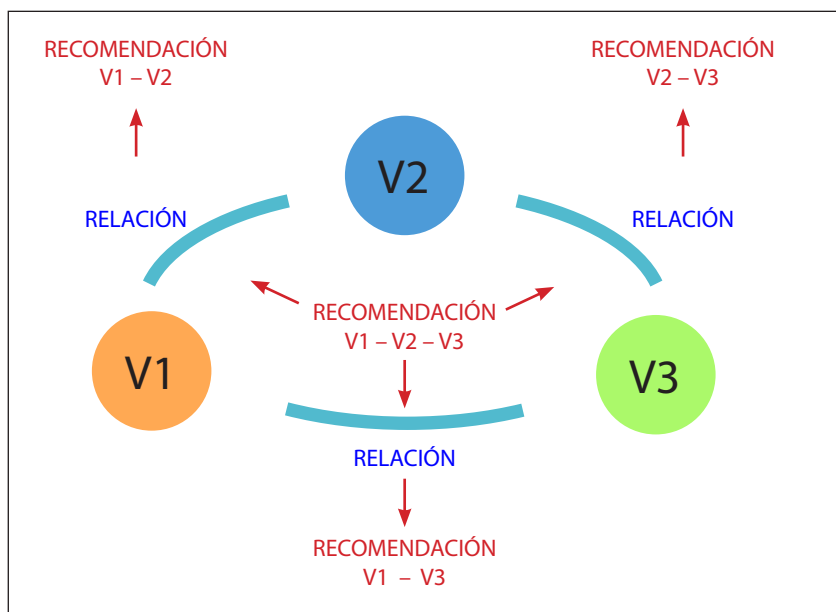 RECOMENDACIÓN
V1 – V2
RECOMENDACIÓN
V2 – V3
V2
RELACIÓN
RELACIÓN
RECOMENDACIÓN
V1 – V2 – V3
V1
V3
RELACIÓN
RECOMENDACIÓN
V1 – V3